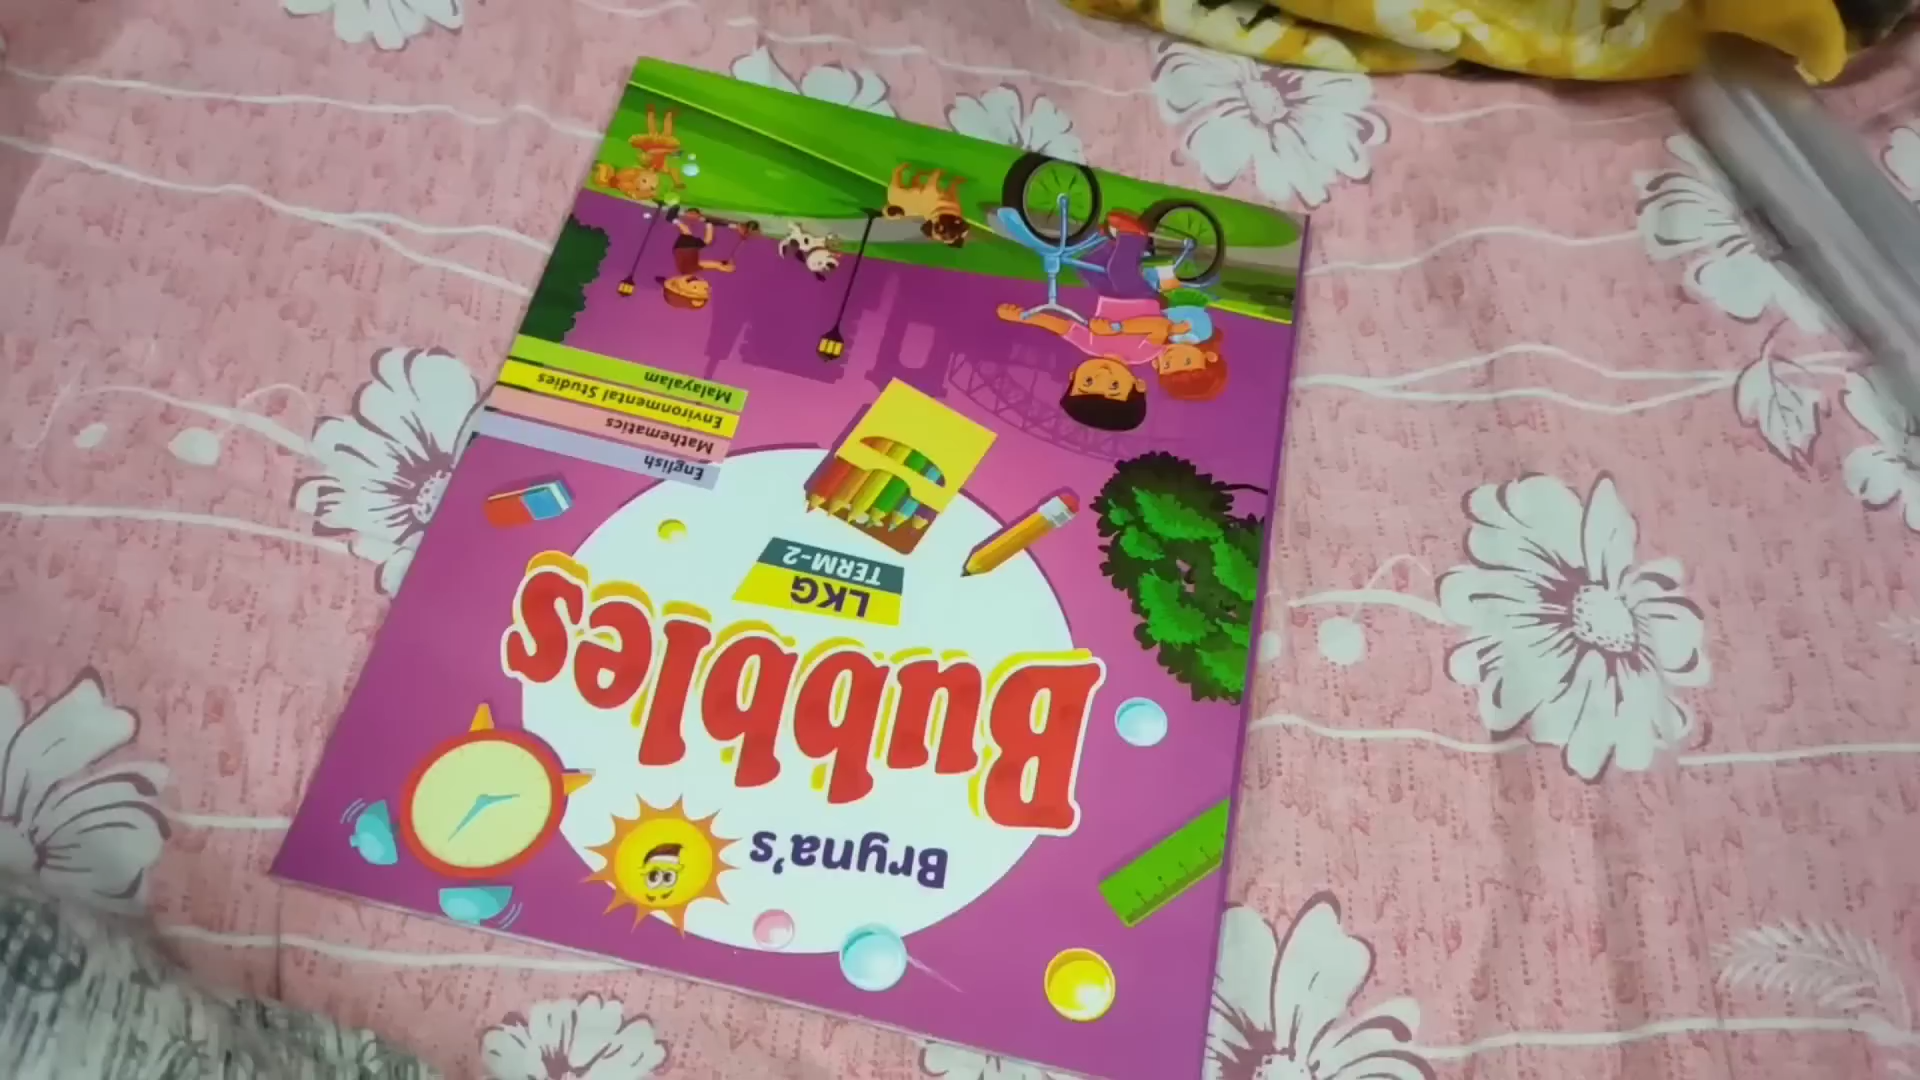 Bryna's
Bubbles
LKG
TERM-2
English
Mathematics
Environmental Studies
Malayalam